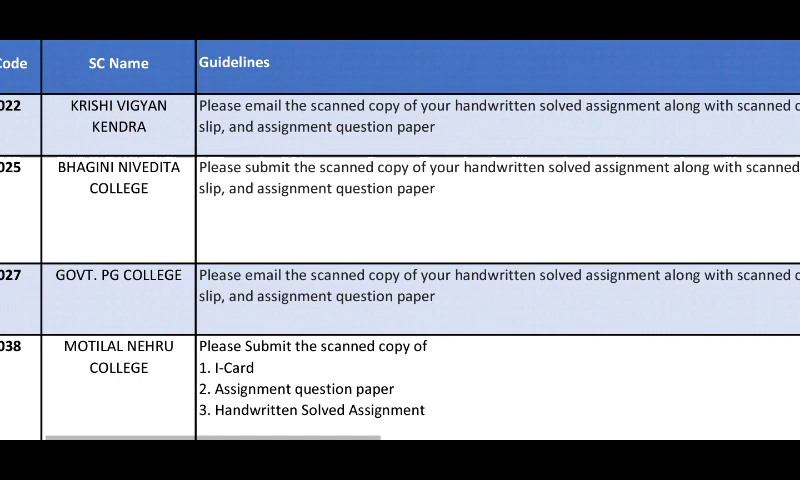 Code SC Name Guidelines
022 KRISHI VIGYAN Please email the scanned copy of your handwritten solved assignment along with scanned
KENDRA slip, and assignment question paper
025 BHAGINI NIVEDITA Please submit the scanned copy of your handwritten solved assignment along with scanned
COLLEGE slip, and assignment question paper
027 GOVT. PG COLLEGE Please email the scanned copy of your handwritten solved assignment along with scanned
slip, and assignment question paper
038 MOTILAL NEHRU Please Submit the scanned copy of
COLLEGE 1. I-Card
2. Assignment question paper
3. Handwritten Solved Assignment